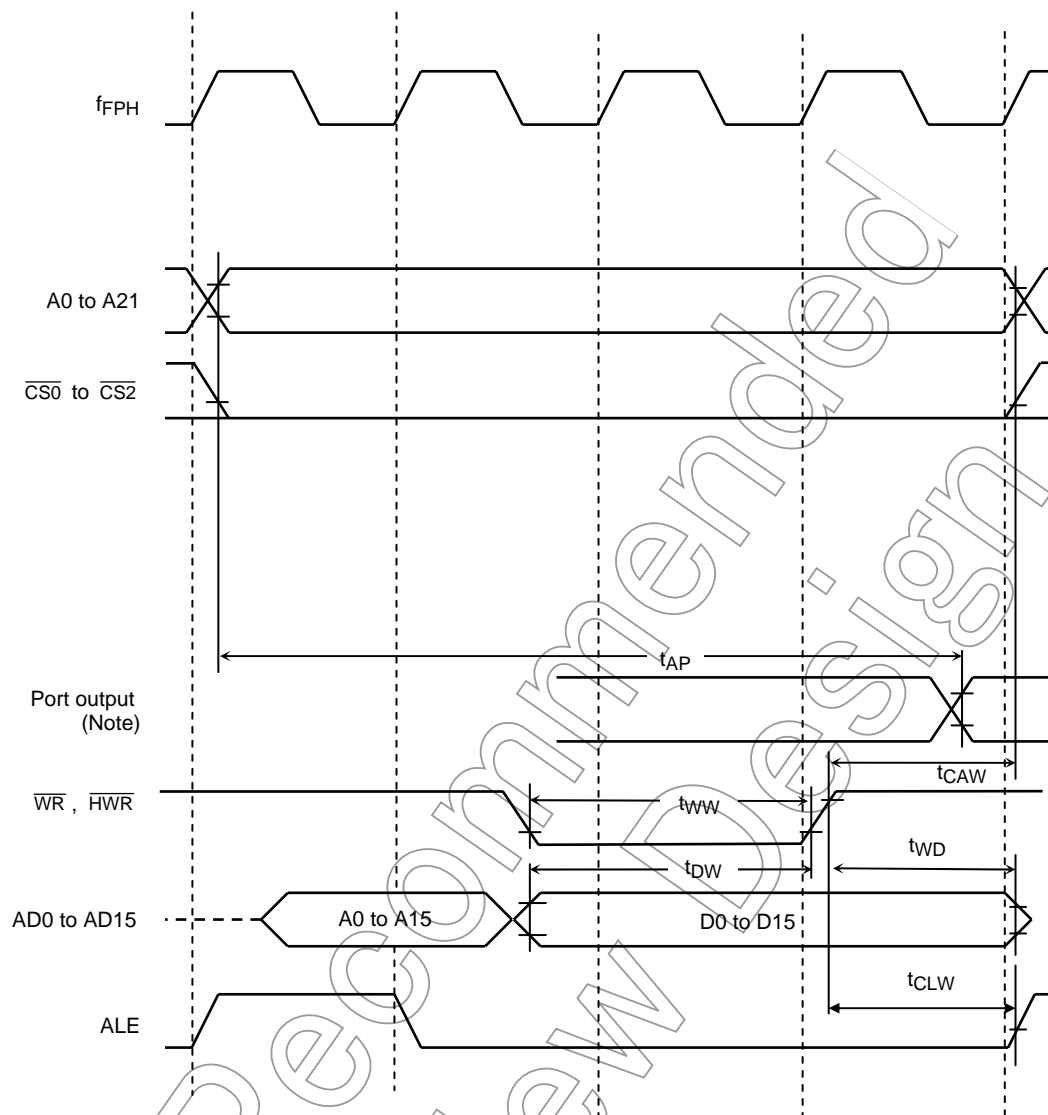 fFPH
A0 to A21
CS0 to CS2
tAP
Port output
(Note)
tCAW
WR , HWR
tWW
tWD
tDW
AD0 to AD15
A0 to A15
D0 to D15
tCLW
ALE
Recommended
New Design